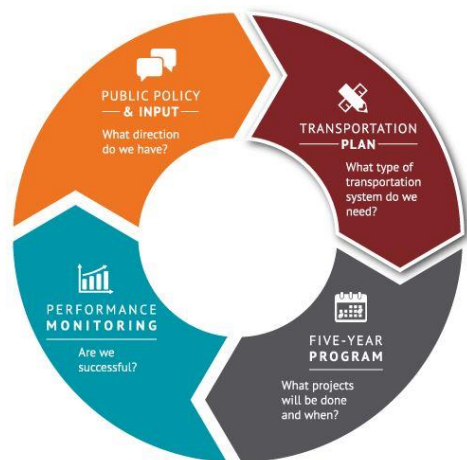 PUBLIC POLICY
& INPUT
What direction
do we have?
TRANSPORTATION
PLAN
What type of
transportation
system do we
need?
FIVE-YEAR
PROGRAM
What projects
will be done
and when?
PERFORMANCE
MONITORING
Are we
successful?